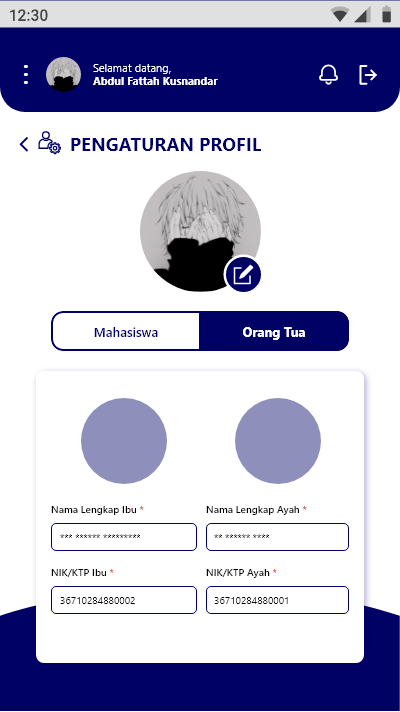 12:30
Selamat datang,
Abdul Fattah Kusnandar
PENGATURAN PROFIL
Mahasiswa
Orang Tua
Nama Lengkap Ibu *
Nama Lengkap Ayah *
*** ****** *********
** ****** ****
NIK/KTP Ibu *
NIK/KTP Ayah *
36710284880002
36710284880001